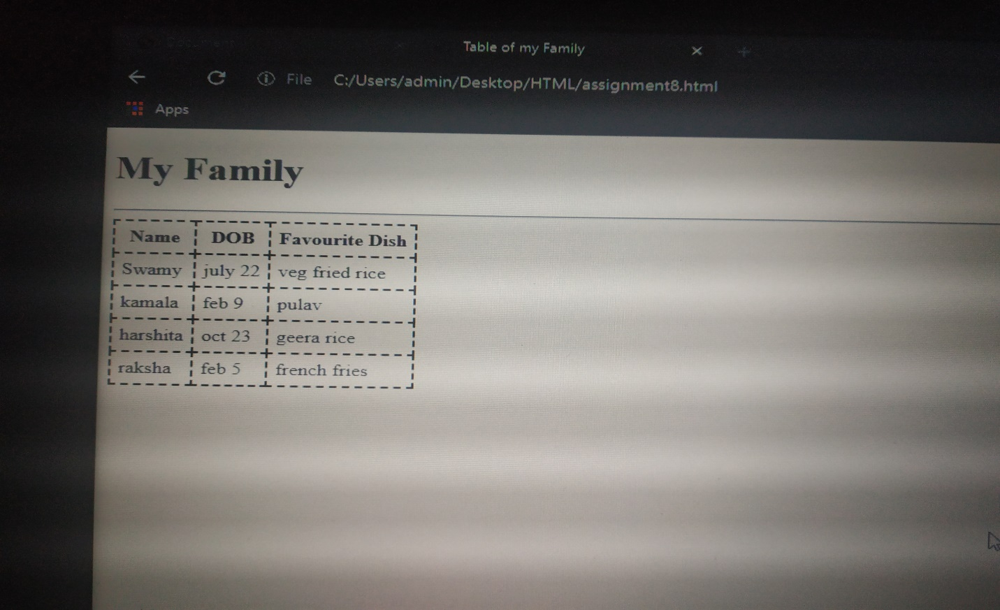 Table of my Family
File C:/Users/admin/Desktop/HTML/assignment8.html
Apps
My Family
Name DOB Favourite Dish
Swamy july 22 veg fried rice
kamala feb 9 pulav
harshita oct 23 geera rice
raksha feb 5 french fries